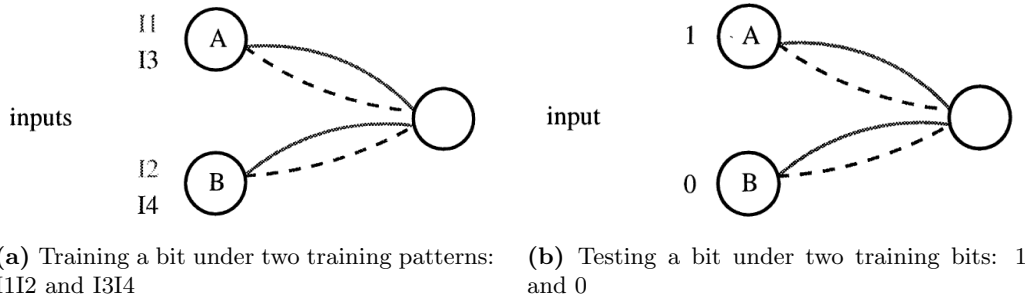 I1
A
1
A
I3
inputs
input
I2
B
0
B
I4
(a) Training a bit under two training patterns:
I1I2 and I3I4
(b) Testing a bit under two training bits: 1
and 0